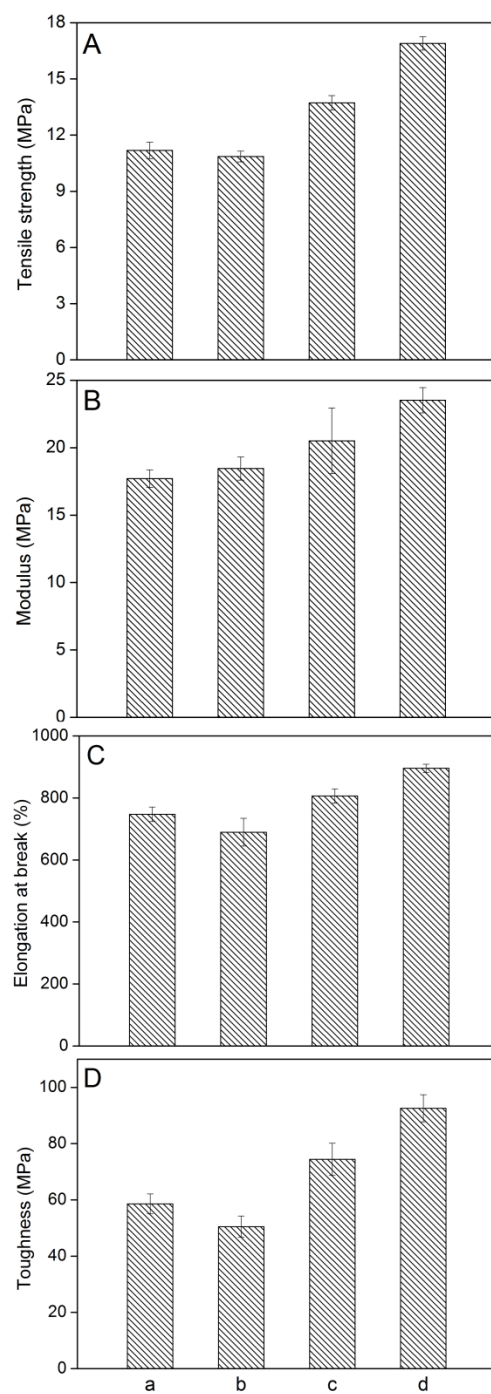 A
Tensile strength (MPa)
18
15
12
9
6
3
0
B
Modulus (MPa)
25
20
15
10
5
0
C
Elongation at break (%)
1000
800
600
400
200
0
D
Toughness (MPa)
100
80
60
40
20
0
a b c d